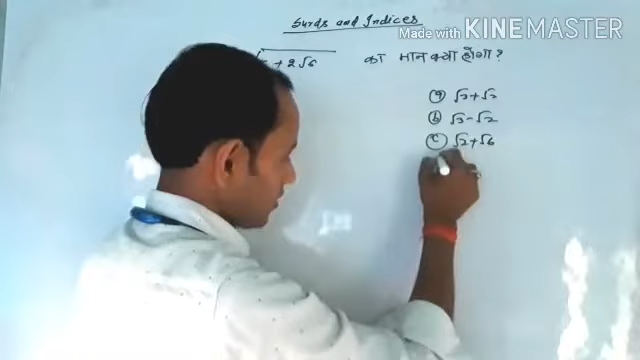 Surds and Indices
Made with KINEMASTER
+ 2√6 का मान क्या होगा?
(a) √3+√2
(b) √3-√2
(c) √2+√6